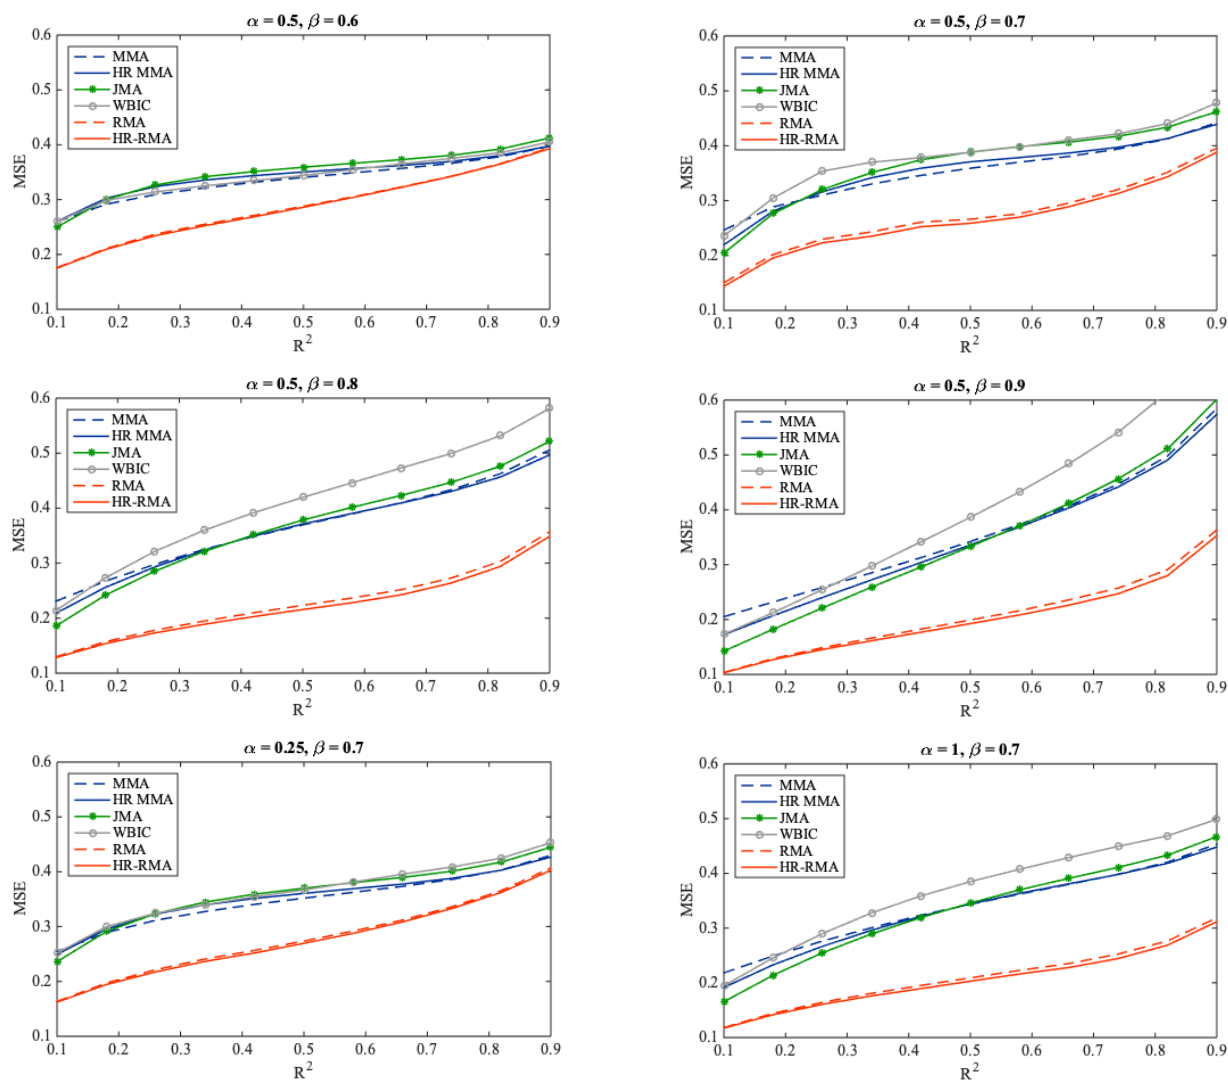 α = 0.5, β = 0.6
0.6
0.5
0.4
0.3
0.2
0.1
MSE
MMA
HR MMA
JMA
WBIC
RMA
HR-RMA
0.1 0.2 0.3 0.4 0.5 0.6 0.7 0.8 0.9
R²
α = 0.5, β = 0.7
0.6
0.5
0.4
0.3
0.2
0.1
MSE
MMA
HR MMA
JMA
WBIC
RMA
HR-RMA
0.1 0.2 0.3 0.4 0.5 0.6 0.7 0.8 0.9
R²
α = 0.5, β = 0.8
0.6
0.5
0.4
0.3
0.2
0.1
MSE
MMA
HR MMA
JMA
WBIC
RMA
HR-RMA
0.1 0.2 0.3 0.4 0.5 0.6 0.7 0.8 0.9
R²
α = 0.5, β = 0.9
0.6
0.5
0.4
0.3
0.2
0.1
MSE
MMA
HR MMA
JMA
WBIC
RMA
HR-RMA
0.1 0.2 0.3 0.4 0.5 0.6 0.7 0.8 0.9
R²
α = 0.25, β = 0.7
0.6
0.5
0.4
0.3
0.2
0.1
MSE
MMA
HR MMA
JMA
WBIC
RMA
HR-RMA
0.1 0.2 0.3 0.4 0.5 0.6 0.7 0.8 0.9
R²
α = 1, β = 0.7
0.6
0.5
0.4
0.3
0.2
0.1
MSE
MMA
HR MMA
JMA
WBIC
RMA
HR-RMA
0.1 0.2 0.3 0.4 0.5 0.6 0.7 0.8 0.9
R²